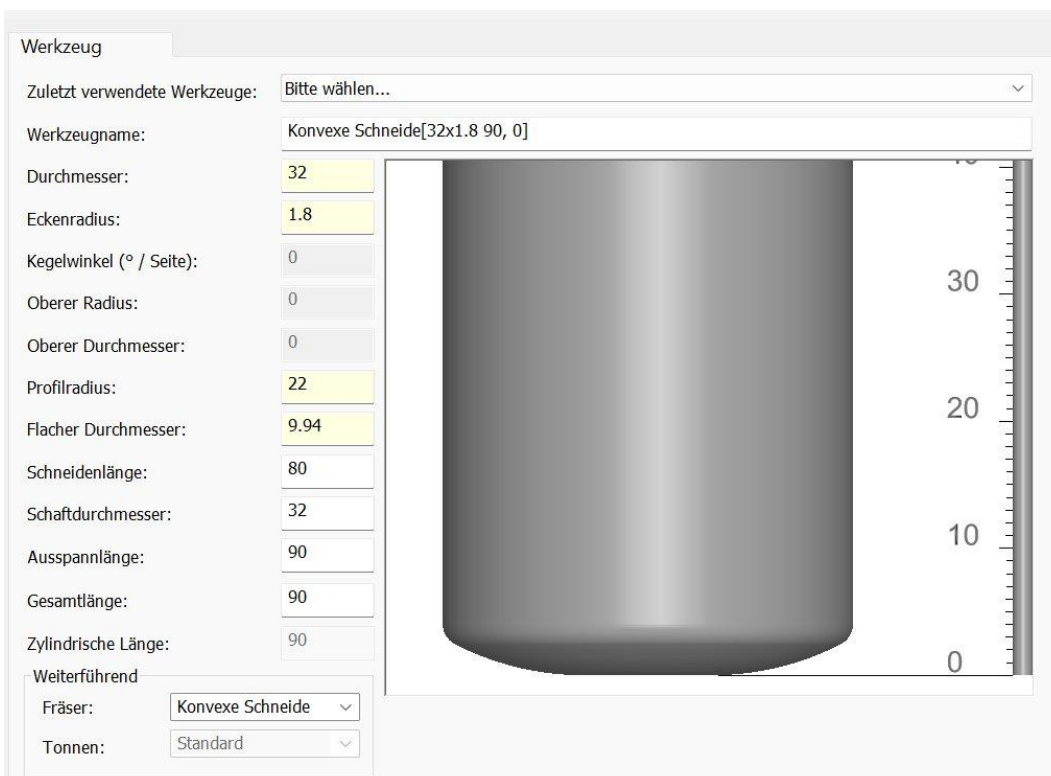 Werkzeug
Zuletzt verwendete Werkzeuge: Bitte wählen...
Werkzeugname: Konvexe Schneide[32x1.8 90, 0]
Durchmesser: 32
Eckenradius: 1.8
Kegelwinkel (° / Seite): 0
Oberer Radius: 0
Oberer Durchmesser: 0
Profilradius: 22
Flacher Durchmesser: 9.94
Schneidenlänge: 80
Schaftdurchmesser: 32
Ausspannlänge: 90
Gesamtlänge: 90
Zylindrische Länge: 90
Weiterführend
Fräser: Konvexe Schneide
Tonnen: Standard
30
20
10
0